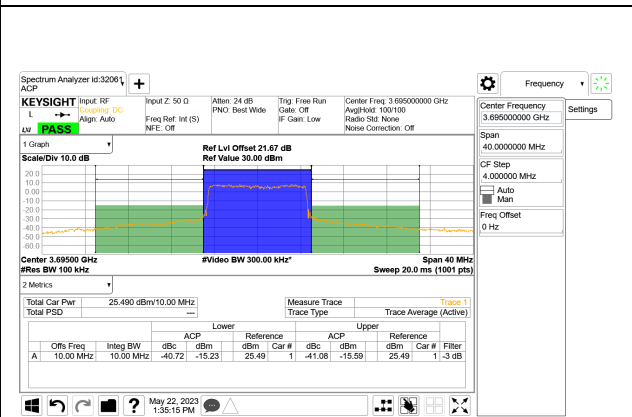 Spectrum Analyzer id:32061
ACP
Frequency
KEYSIGHT Input: RF Input Z: 50 Ω Atten: 24 dB Trig: Free Run Center Freq: 3.695000000 GHz
L Coupling: DC PNO: Best Wide Gate: Off Avg|Hold: 100/100
Align: Auto Freq Ref: Int (S) IF Gain: Low Radio Std: None
LXI PASS NFE: Off Noise Correction: Off
Center Frequency
3.695000000 GHz
Settings
Span
40.0000000 MHz
CF Step
4.000000 MHz
Auto
Man
Freq Offset
0 Hz
1 Graph
Ref Lvl Offset 21.67 dB
Scale/Div 10.0 dB Ref Value 30.00 dBm
20.0
10.0
0.00
-10.0
-20.0
-30.0
-40.0
-50.0
-60.0
Center 3.69500 GHz #Video BW 300.00 kHz* Span 40 MHz
#Res BW 100 kHz Sweep 20.0 ms (1001 pts)
2 Metrics
Total Car Pwr 25.490 dBm/10.00 MHz Measure Trace Trace 1
Total PSD --- Trace Type Trace Average (Active)
Lower Upper
ACP Reference ACP Reference
Offs Freq Integ BW dBc dBm dBm Car # dBc dBm dBm Car # Filter
A 10.00 MHz 10.00 MHz -40.72 -15.23 25.49 1 -41.08 -15.59 25.49 1 -3 dB
? May 22, 2023
1:35:15 PM